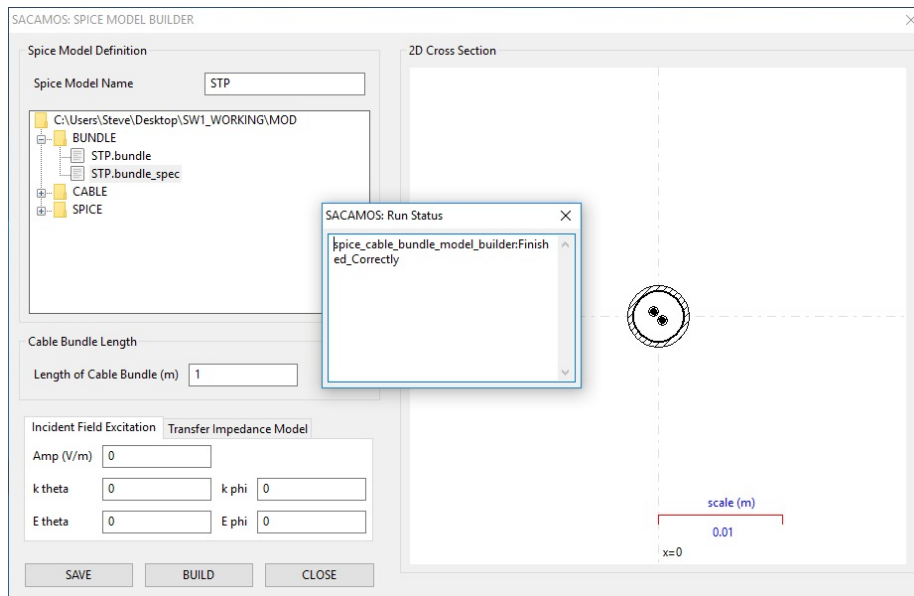 SACAMOS: SPICE MODEL BUILDER
Spice Model Definition
Spice Model Name
STP
C:\Users\Steve\Desktop\SW1_WORKING\MOD
BUNDLE
STP.bundle
STP.bundle_spec
CABLE
SPICE
Cable Bundle Length
Length of Cable Bundle (m)
1
Incident Field Excitation
Transfer Impedance Model
Amp (V/m)
0
k theta
0
k phi
0
E theta
0
E phi
0
SAVE
BUILD
CLOSE
SACAMOS: Run Status
spice_cable_bundle_model_builder:Finish
ed_Correctly
2D Cross Section
scale (m)
0.01
x=0